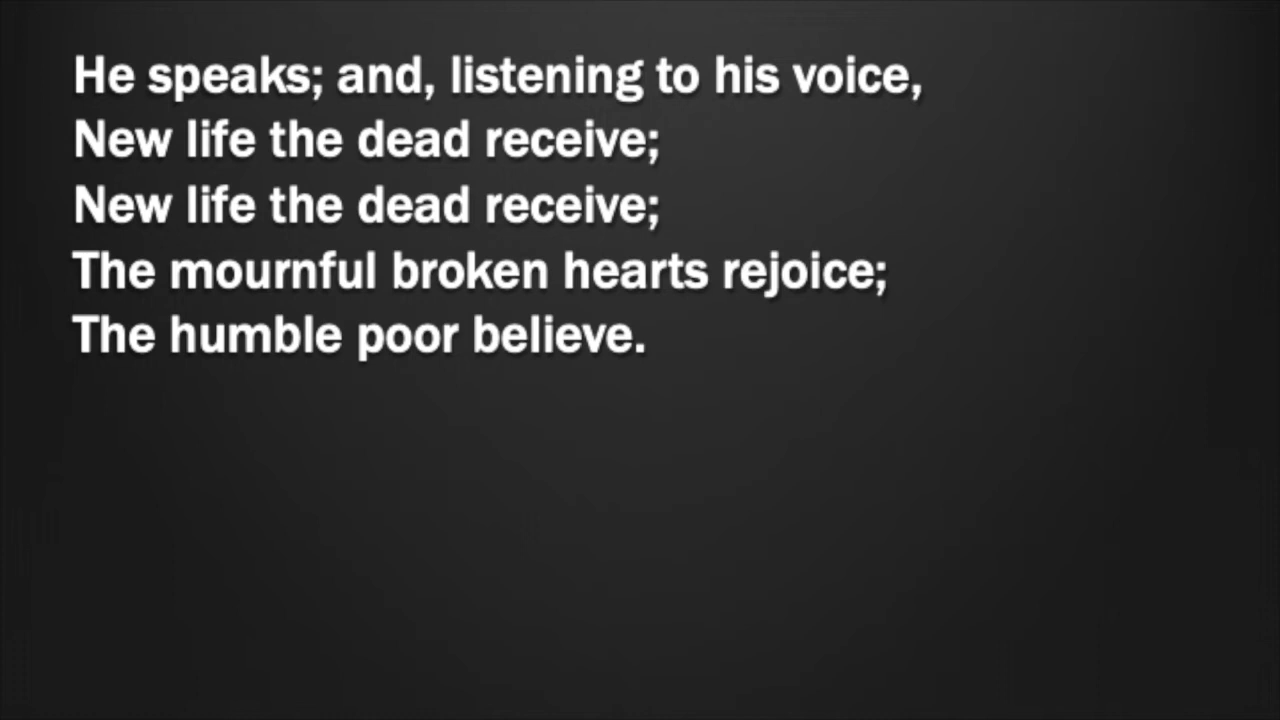 He speaks; and, listening to his voice,
New life the dead receive;
New life the dead receive;
The mournful broken hearts rejoice;
The humble poor believe.